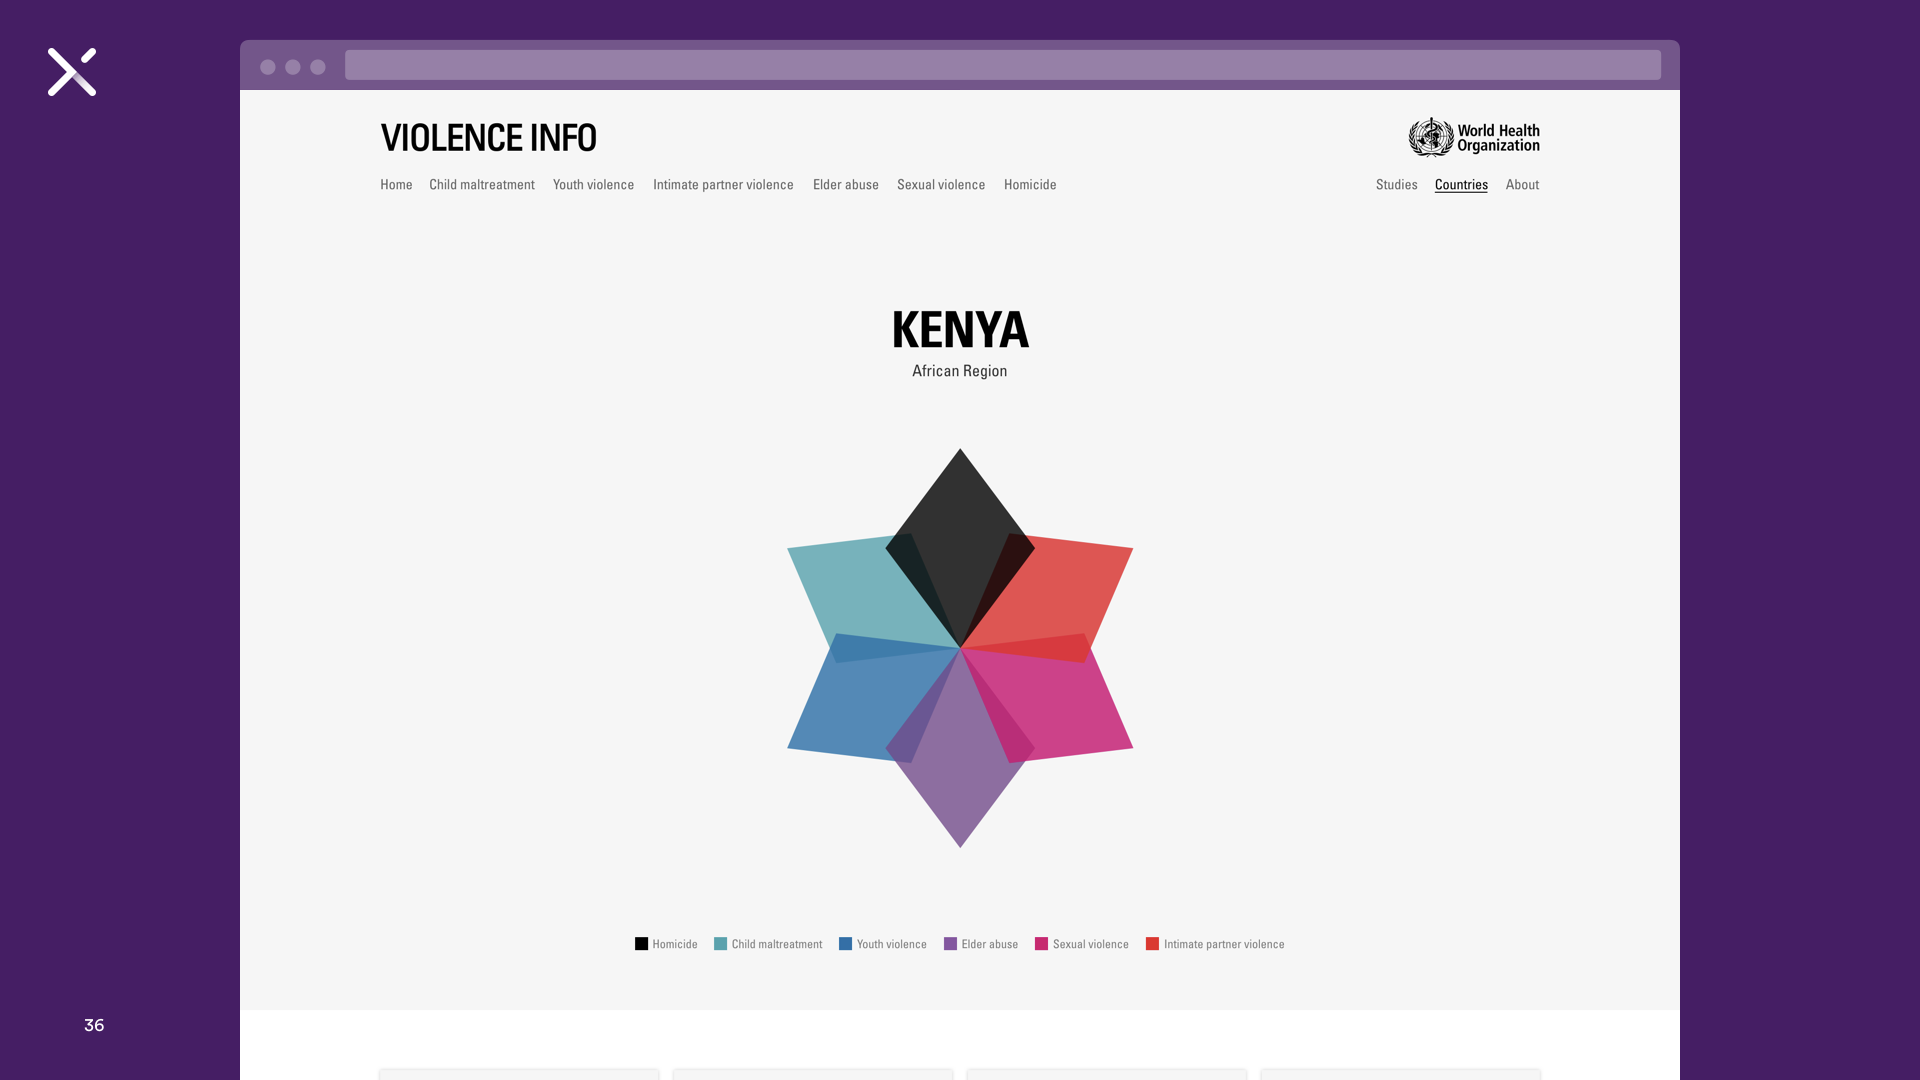 VIOLENCE INFO
World Health
Organization
Home Child maltreatment Youth violence Intimate partner violence Elder abuse Sexual violence Homicide
Studies Countries About
KENYA
African Region
Homicide Child maltreatment Youth violence Elder abuse Sexual violence Intimate partner violence
36